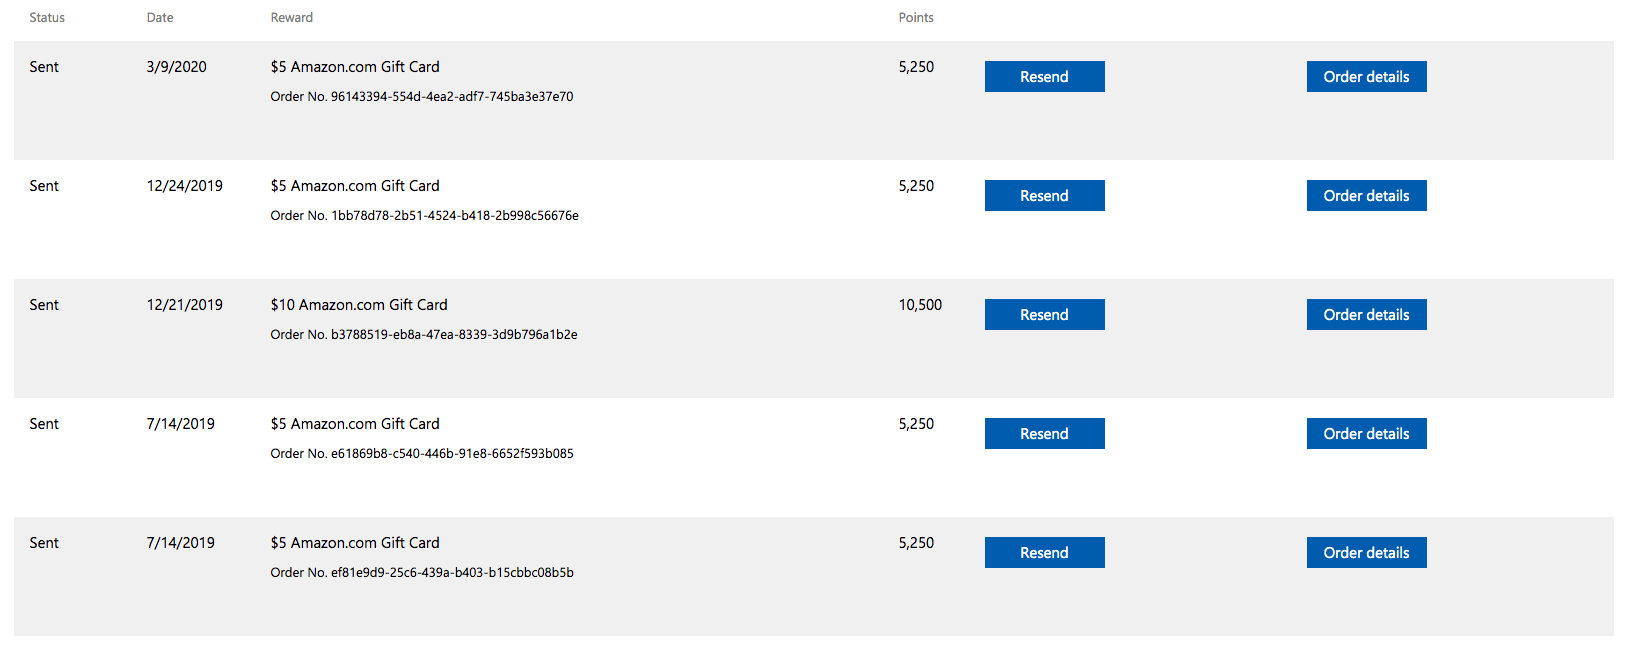 Status Date Reward Points
Sent 3/9/2020 $5 Amazon.com Gift Card 5,250 Resend Order details
Order No. 96143394-554d-4ea2-adf7-745ba3e37e70
Sent 12/24/2019 $5 Amazon.com Gift Card 5,250 Resend Order details
Order No. 1bb78d78-2b51-4524-b418-2b998c56676e
Sent 12/21/2019 $10 Amazon.com Gift Card 10,500 Resend Order details
Order No. b3788519-eb8a-47ea-8339-3d9b796a1b2e
Sent 7/14/2019 $5 Amazon.com Gift Card 5,250 Resend Order details
Order No. e61869b8-c540-446b-91e8-6652f593b085
Sent 7/14/2019 $5 Amazon.com Gift Card 5,250 Resend Order details
Order No. ef81e9d9-25c6-439a-b403-b15cbbc08b5b